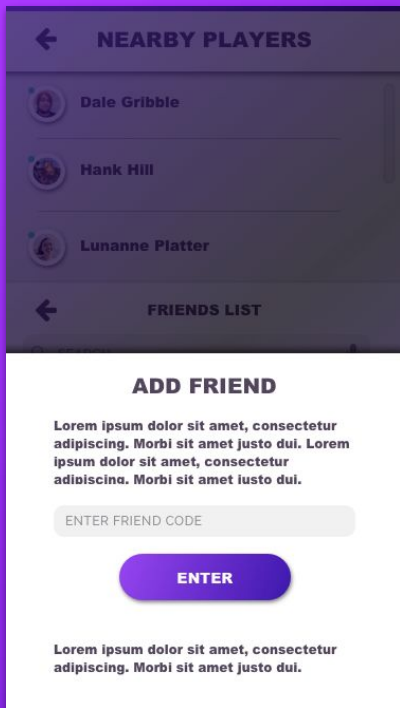 NEARBY PLAYERS
Dale Gribble
Hank Hill
Lunanne Platter
FRIENDS LIST
SEARCH
ADD FRIEND
Lorem ipsum dolor sit amet, consectetur
adipiscing. Morbi sit amet justo dui. Lorem
ipsum dolor sit amet, consectetur
adipiscing. Morbi sit amet justo dui.
ENTER FRIEND CODE
ENTER
Lorem ipsum dolor sit amet, consectetur
adipiscing. Morbi sit amet justo dui.